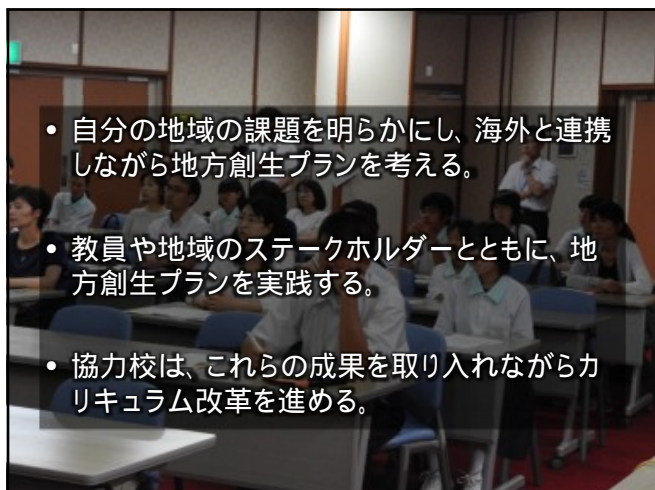 • 自分の地域の課題を明らかにし、海外と連携
しながら地方創生プランを考える。
• 教員や地域のステークホルダーとともに、地
方創生プランを実践する。
• 協力校は、これらの成果を取り入れながらカ
リキュラム改革を進める。